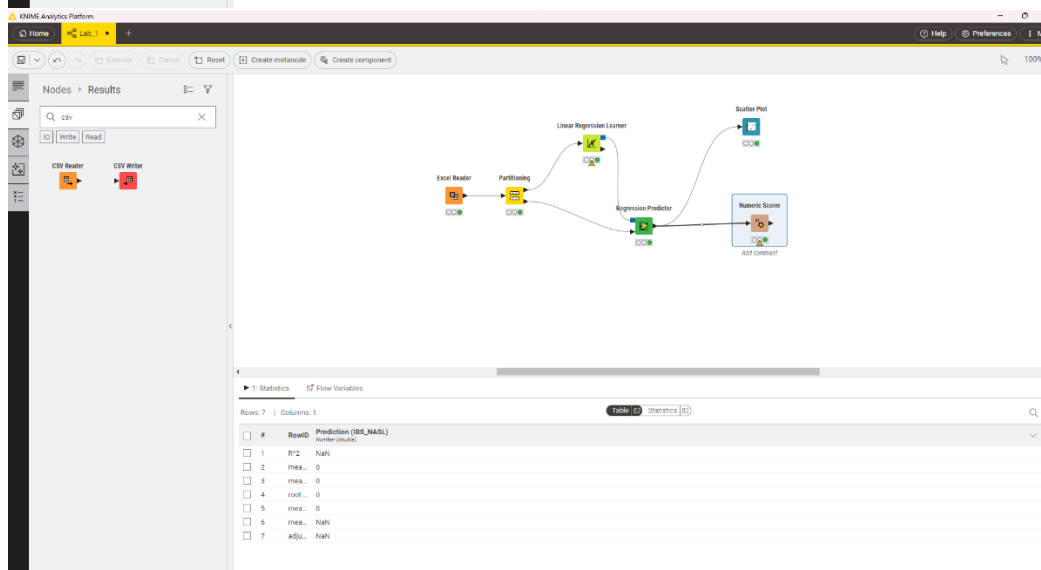 KNIME Analytics Platform
Home
Lab_1
Help
Preferences
Execute
Cancel
Reset
Create metanode
Create component
100%
Nodes > Results
csv
IO Write Read
CSV Reader
CSV Writer
Scatter Plot
Linear Regression Learner
Excel Reader
Partitioning
Regression Predictor
Numeric Scorer
Add comment
1: Statistics
Flow Variables
Rows: 7 | Columns: 1
Table
Statistics
# RowID Prediction (IBS_NASL)
Number (double)
1 R^2 NaN
2 mea... 0
3 mea... 0
4 root ... 0
5 mea... 0
6 mea... NaN
7 adju... NaN